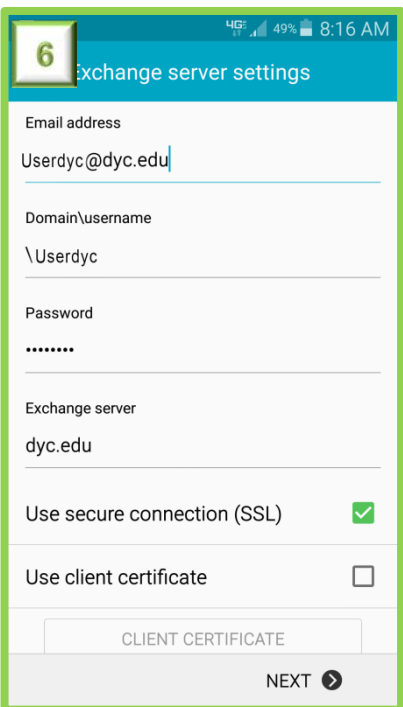 4G 49% 8:16 AM
6
Exchange server settings
Email address
Userdyc@dyc.edu
Domain\username
\Userdyc
Password
••••••••
Exchange server
dyc.edu
Use secure connection (SSL)
Use client certificate
CLIENT CERTIFICATE
NEXT